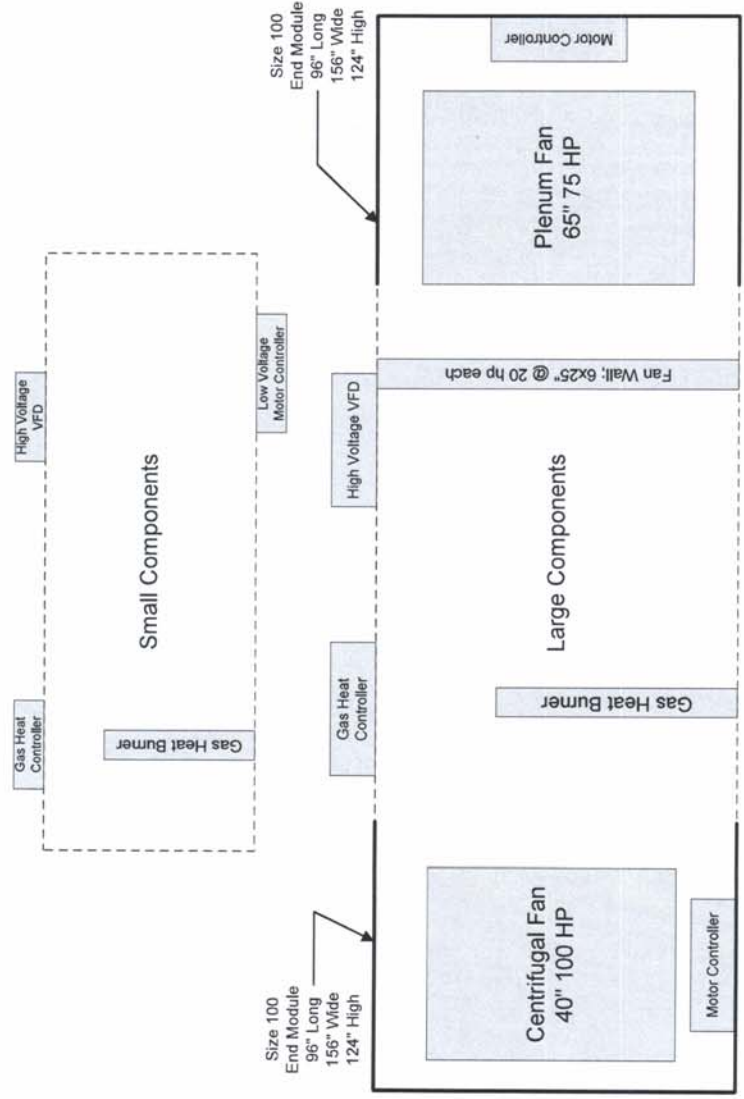 Size 100
End Module
96" Long
156" Wide
124" High
High Voltage
VFD
Gas Heat
Controller
Small Components
Low Voltage
Motor Controller
Gas Heat Burner
Size 100
End Module
96" Long
156" Wide
124" High
Gas Heat
Controller
High Voltage VFD
Centrifugal Fan
40" 100 HP
Motor Controller
Gas Heat Burner
Large Components
Fan Wall; 6x25" @ 20 hp each
Plenum Fan
65" 75 HP
Motor Controller